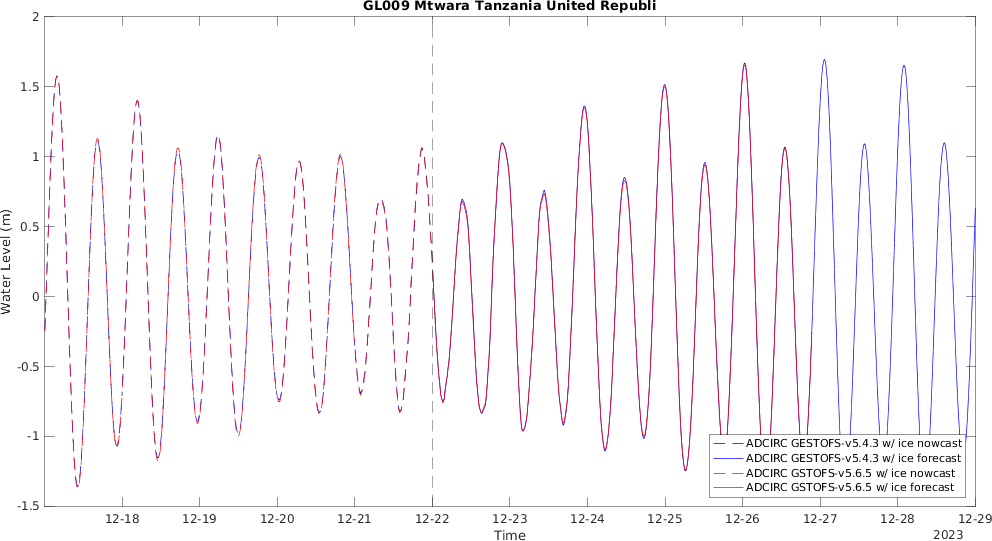 GL009 Mtwara Tanzania United Republi
2
1.5
1
0.5
0
-0.5
-1
-1.5
Water Level (m)
ADCIRC GESTOFS-v5.4.3 w/ ice nowcast
ADCIRC GESTOFS-v5.4.3 w/ ice forecast
ADCIRC GSTOFS-v5.6.5 w/ ice nowcast
ADCIRC GSTOFS-v5.6.5 w/ ice forecast
12-18 12-19 12-20 12-21 12-22 12-23 12-24 12-25 12-26 12-27 12-28 12-29
Time
2023